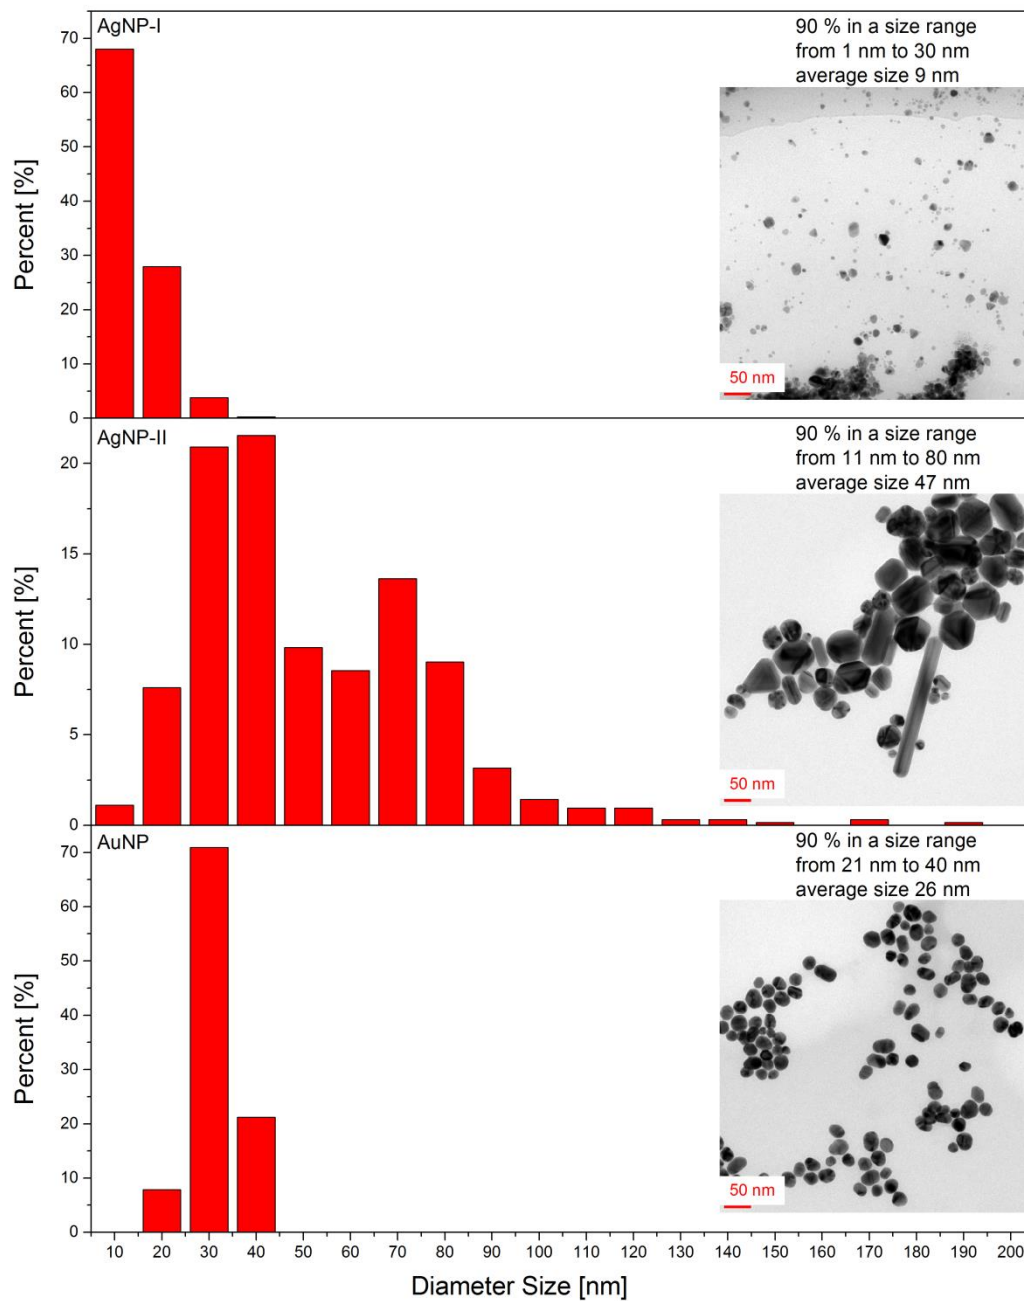 AgNP-I
90 % in a size range
from 1 nm to 30 nm
average size 9 nm
70
60
50
40
30
20
10
0
Percent [%]
50 nm
AgNP-II
90 % in a size range
from 11 nm to 80 nm
average size 47 nm
20
15
10
5
0
Percent [%]
50 nm
AuNP
90 % in a size range
from 21 nm to 40 nm
average size 26 nm
70
60
50
40
30
20
10
0
Percent [%]
50 nm
10 20 30 40 50 60 70 80 90 100 110 120 130 140 150 160 170 180 190 200
Diameter Size [nm]